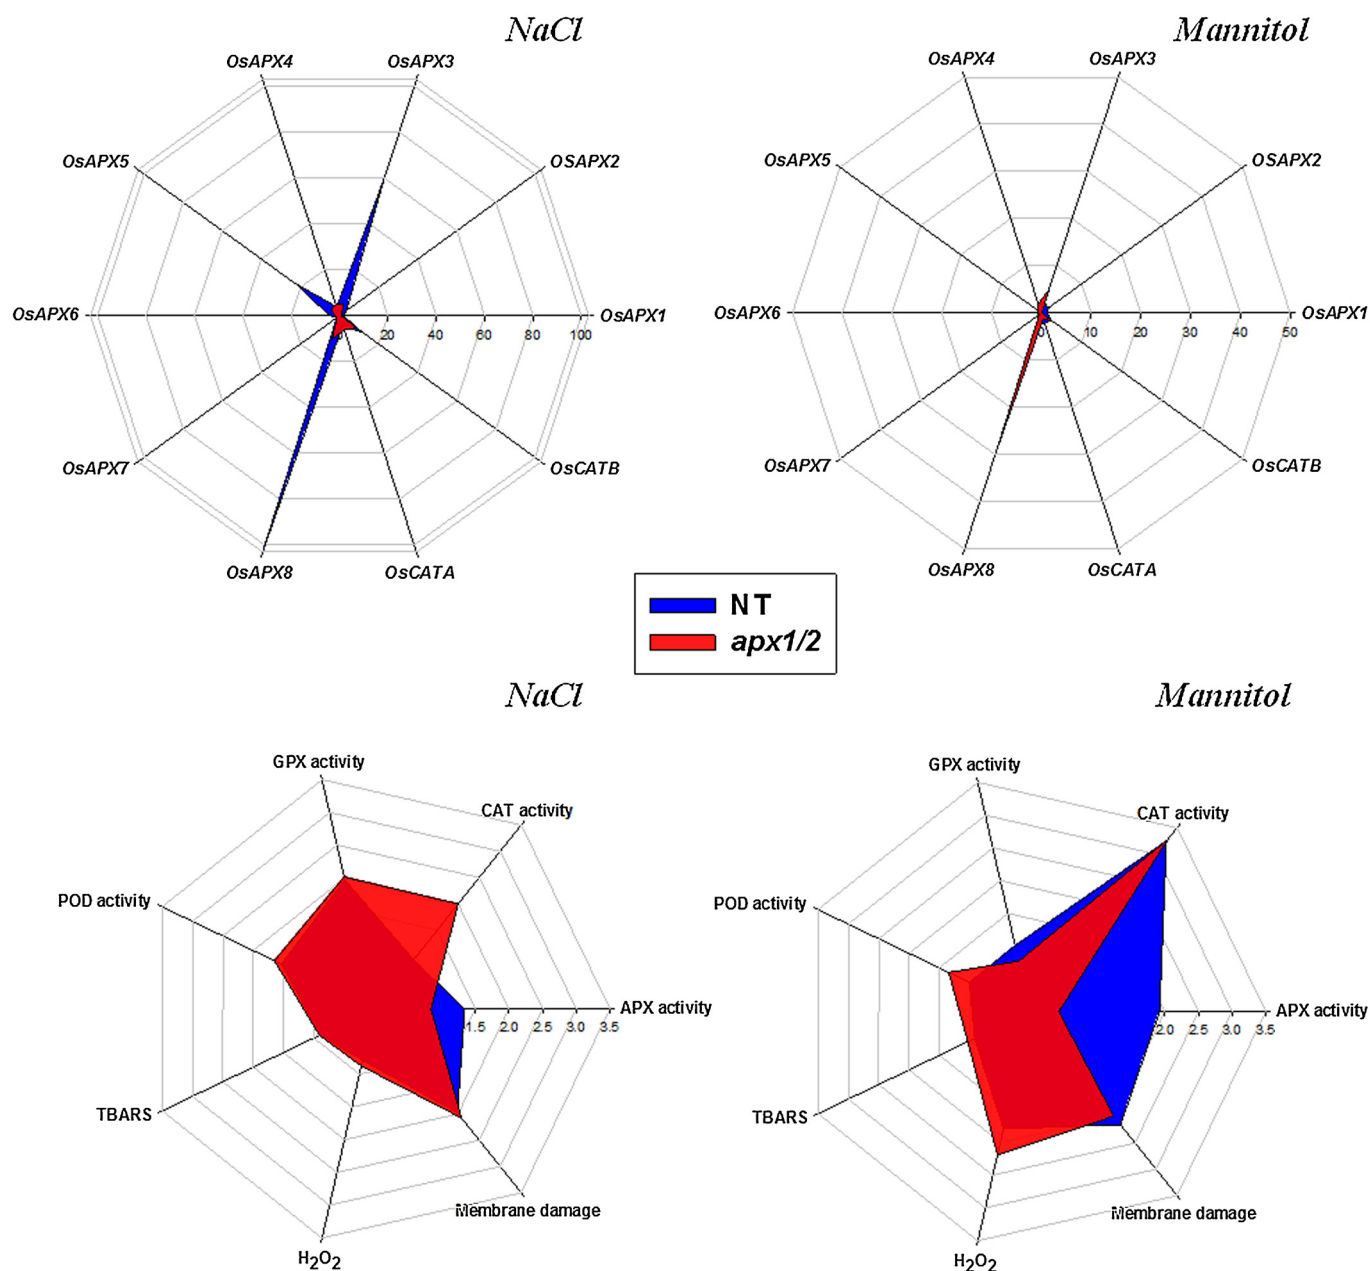 NaCl
Mannitol
OsAPX4
OsAPX3
OsAPX5
OSAPX2
OsAPX6
OsAPX1
20 40 60 80 100
OsAPX7
OsCATB
OsAPX8
OsCATA
OsAPX4
OsAPX3
OsAPX5
OSAPX2
OsAPX6
OsAPX1
0 10 20 30 40 50
OsAPX7
OsCATB
OsAPX8
OsCATA
NT
apx1/2
NaCl
Mannitol
GPX activity
CAT activity
POD activity
APX activity
1.5 2.0 2.5 3.0 3.5
TBARS
Membrane damage
H2O2
GPX activity
CAT activity
POD activity
APX activity
2.0 2.5 3.0 3.5
TBARS
Membrane damage
H2O2